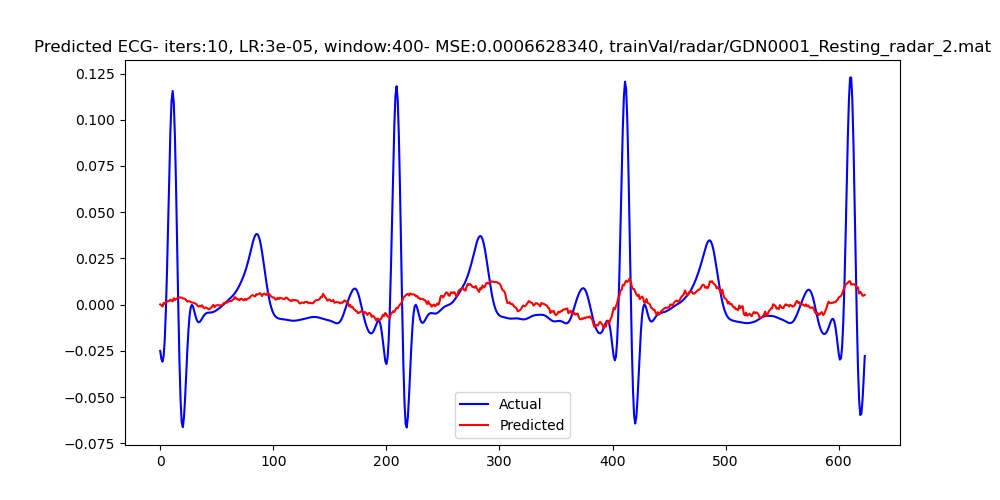 Predicted ECG- iters:10, LR:3e-05, window:400- MSE:0.0006628340, trainVal/radar/GDN0001_Resting_radar_2.mat
0.125
0.100
0.075
0.050
0.025
0.000
−0.025
−0.050
−0.075
Actual
Predicted
0 100 200 300 400 500 600